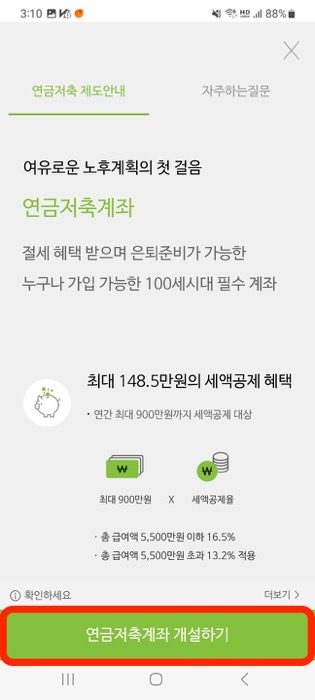 3:10
HD
88%
연금저축 제도안내
자주하는질문
여유로운 노후계획의 첫 걸음
연금저축계좌
절세 혜택 받으며 은퇴준비가 가능한
누구나 가입 가능한 100세시대 필수 계좌
최대 148.5만원의 세액공제 혜택
· 연간 최대 900만원까지 세액공제 대상
₩ ₩
최대 900만원 X 세액공제율
· 총 급여액 5,500만원 이하 16.5%
· 총 급여액 5,500만원 초과 13.2% 적용
확인하세요
더보기 >
연금저축계좌 개설하기